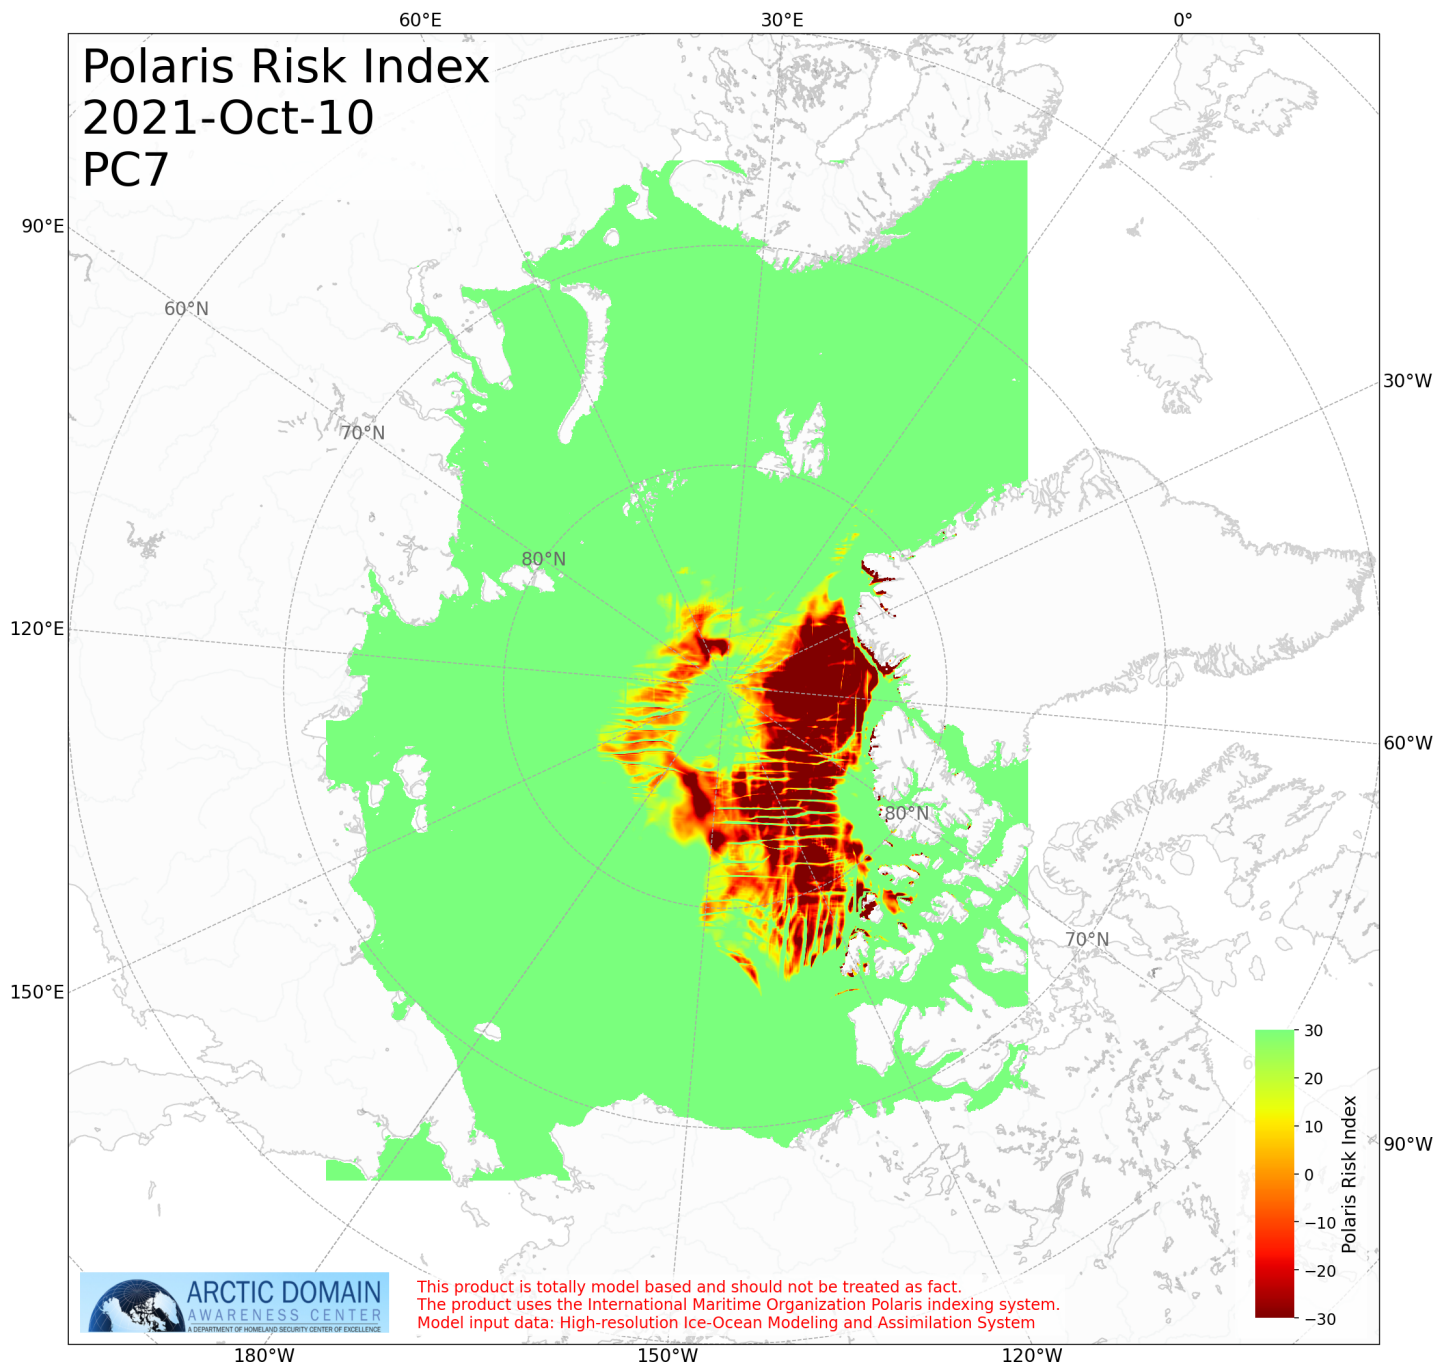 60°E
30°E
0°
Polaris Risk Index
2021-Oct-10
PC7
90°E
60°N
30°W
70°N
80°N
120°E
60°W
80°N
70°N
150°E
30
20
10
0
−10
−20
−30
Polaris Risk Index
90°W
ARCTIC DOMAIN
AWARENESS CENTER
A DEPARTMENT OF HOMELAND SECURITY CENTER OF EXCELLENCE
This product is totally model based and should not be treated as fact.
The product uses the International Maritime Organization Polaris indexing system.
Model input data: High-resolution Ice-Ocean Modeling and Assimilation System
180°W
150°W
120°W